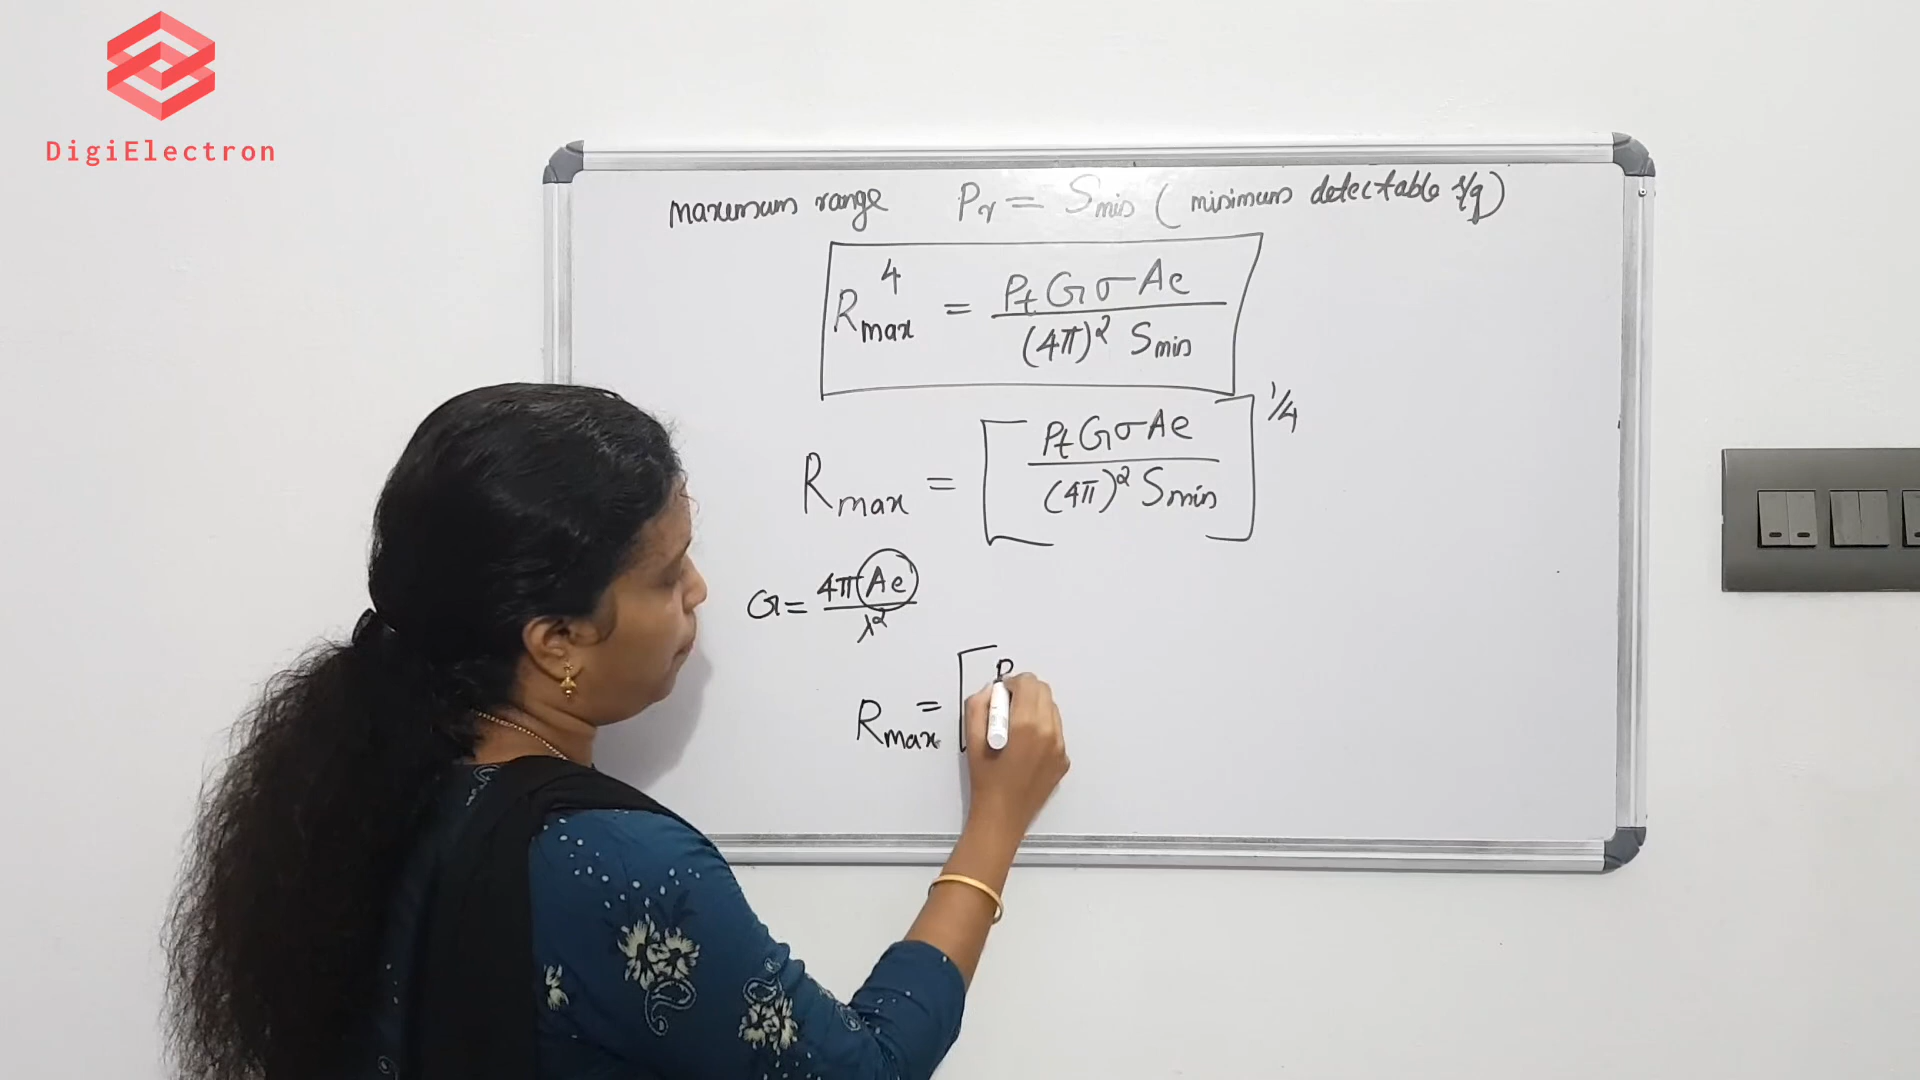 DigiElectron
maximum range Pr = Smin (minimum detectable s/g)
R⁴max = PtGσAe / (4π)² Smin
Rmax = [PtGσAe / (4π)² Smin]^1/4
G = 4πAe / λ²
Rmax = [P